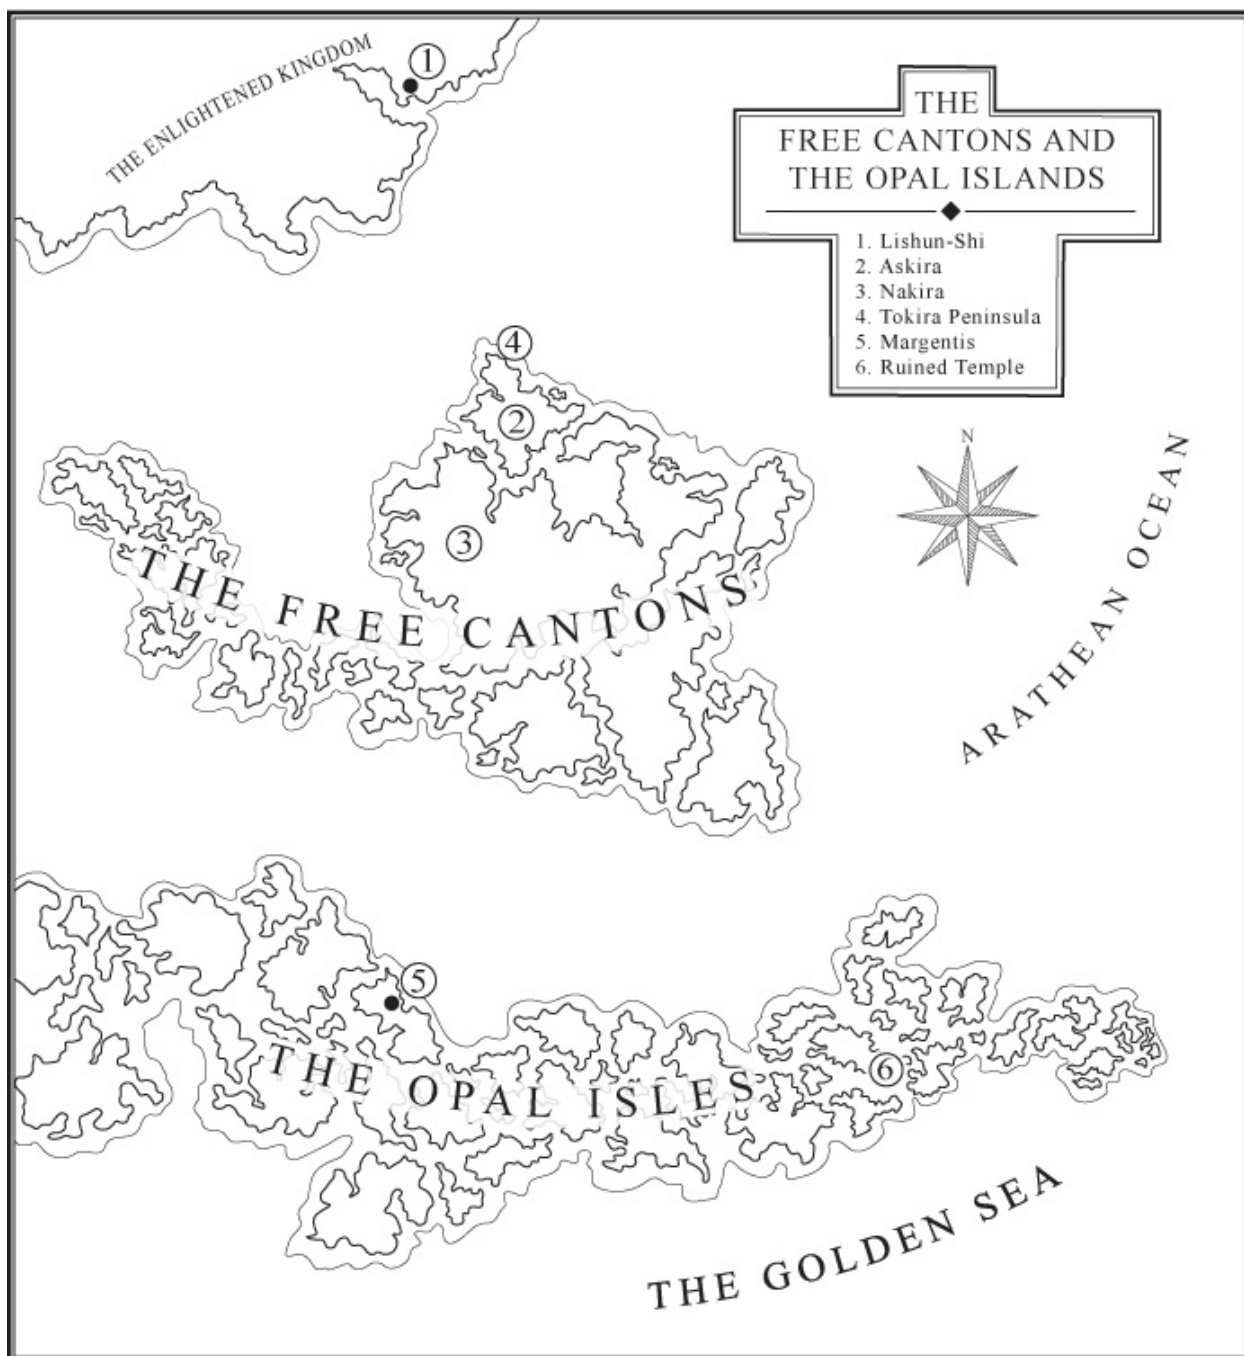 THE ENLIGHTENED KINGDOM
1
THE
FREE CANTONS AND
THE OPAL ISLANDS
1. Lishun-Shi
2. Askira
3. Nakira
4. Tokira Peninsula
5. Margentis
6. Ruined Temple
4
2
N
3
THE FREE CANTONS
ARATHEAN OCEAN
5
THE OPAL ISLES
6
THE GOLDEN SEA